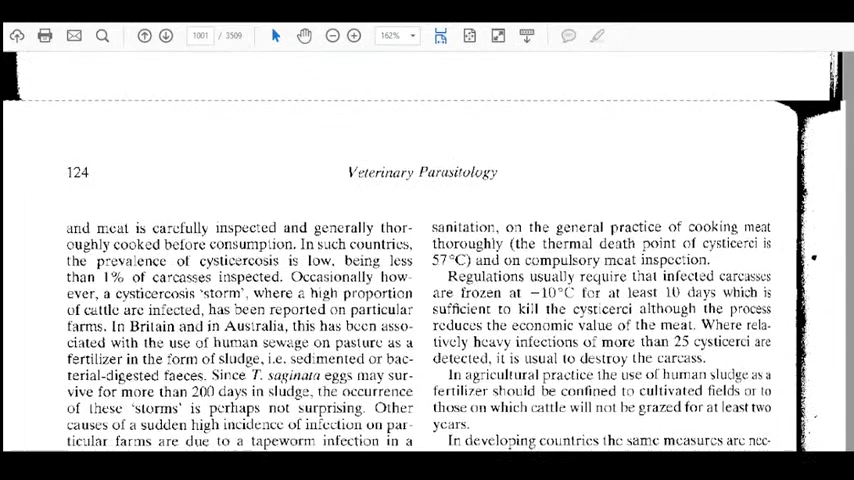 1001 / 3509 162%
124 Veterinary Parasitology
and meat is carefully inspected and generally thor-
oughly cooked before consumption. In such countries,
the prevalence of cysticercosis is low, being less
than 1% of carcasses inspected. Occasionally how-
ever, a cysticercosis ‘storm’, where a high proportion
of cattle are infected, has been reported on particular
farms. In Britain and in Australia, this has been asso-
ciated with the use of human sewage on pasture as a
fertilizer in the form of sludge, i.e. sedimented or bac-
terial-digested faeces. Since T. saginata eggs may sur-
vive for more than 200 days in sludge, the occurrence
of these ‘storms’ is perhaps not surprising. Other
causes of a sudden high incidence of infection on par-
ticular farms are due to a tapeworm infection in a
sanitation, on the general practice of cooking meat
thoroughly (the thermal death point of cysticerci is
57°C) and on compulsory meat inspection.
Regulations usually require that infected carcasses
are frozen at −10°C for at least 10 days which is
sufficient to kill the cysticerci although the process
reduces the economic value of the meat. Where rela-
tively heavy infections of more than 25 cysticerci are
detected, it is usual to destroy the carcass.
In agricultural practice the use of human sludge as a
fertilizer should be confined to cultivated fields or to
those on which cattle will not be grazed for at least two
years.
In developing countries the same measures are nec-